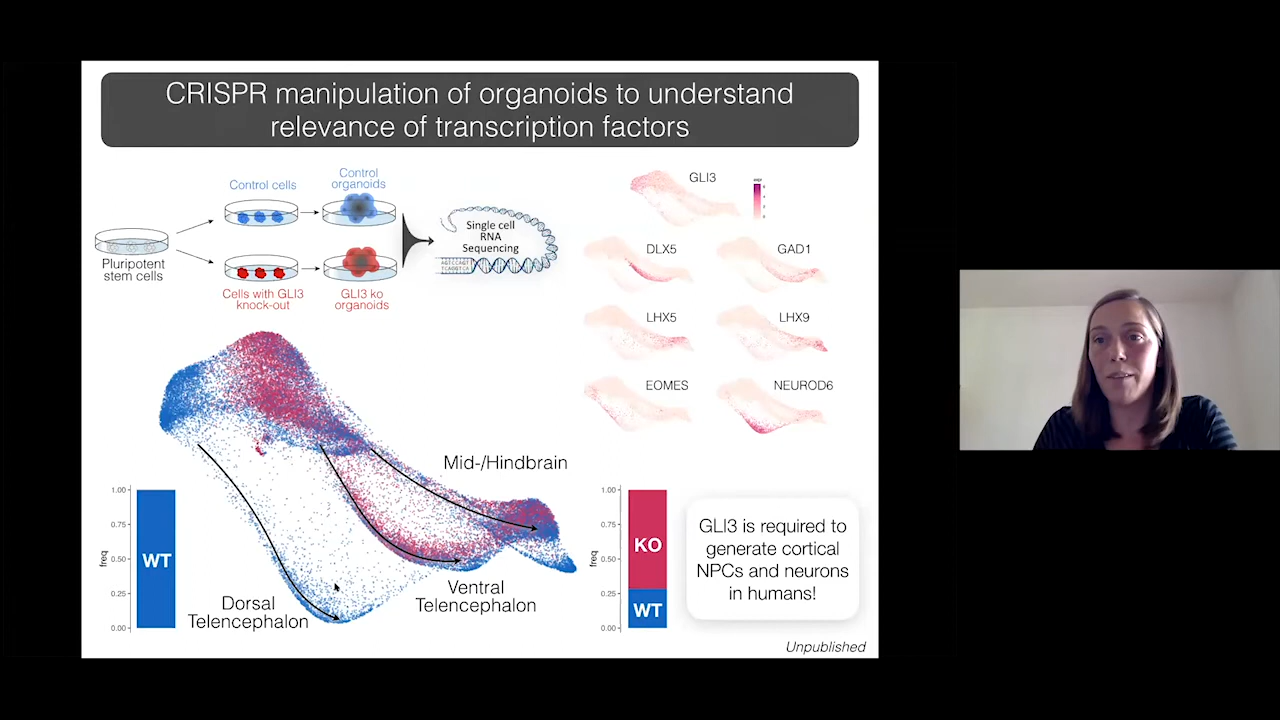 CRISPR manipulation of organoids to understand
relevance of transcription factors
Control cells
Control
organoids
Pluripotent
stem cells
Cells with GLI3
knock-out
GLI3 ko
organoids
Single cell
RNA
Sequencing
AGTCCAGT
TCAGGTCA
GLI3
expr
DLX5
GAD1
LHX5
LHX9
EOMES
NEUROD6
Mid-/Hindbrain
Ventral
Telencephalon
Dorsal
Telencephalon
1.00
0.75
0.50
0.25
0.00
freq
WT
1.00
0.75
0.50
0.25
0.00
freq
KO
WT
GLI3 is required to
generate cortical
NPCs and neurons
in humans!
Unpublished